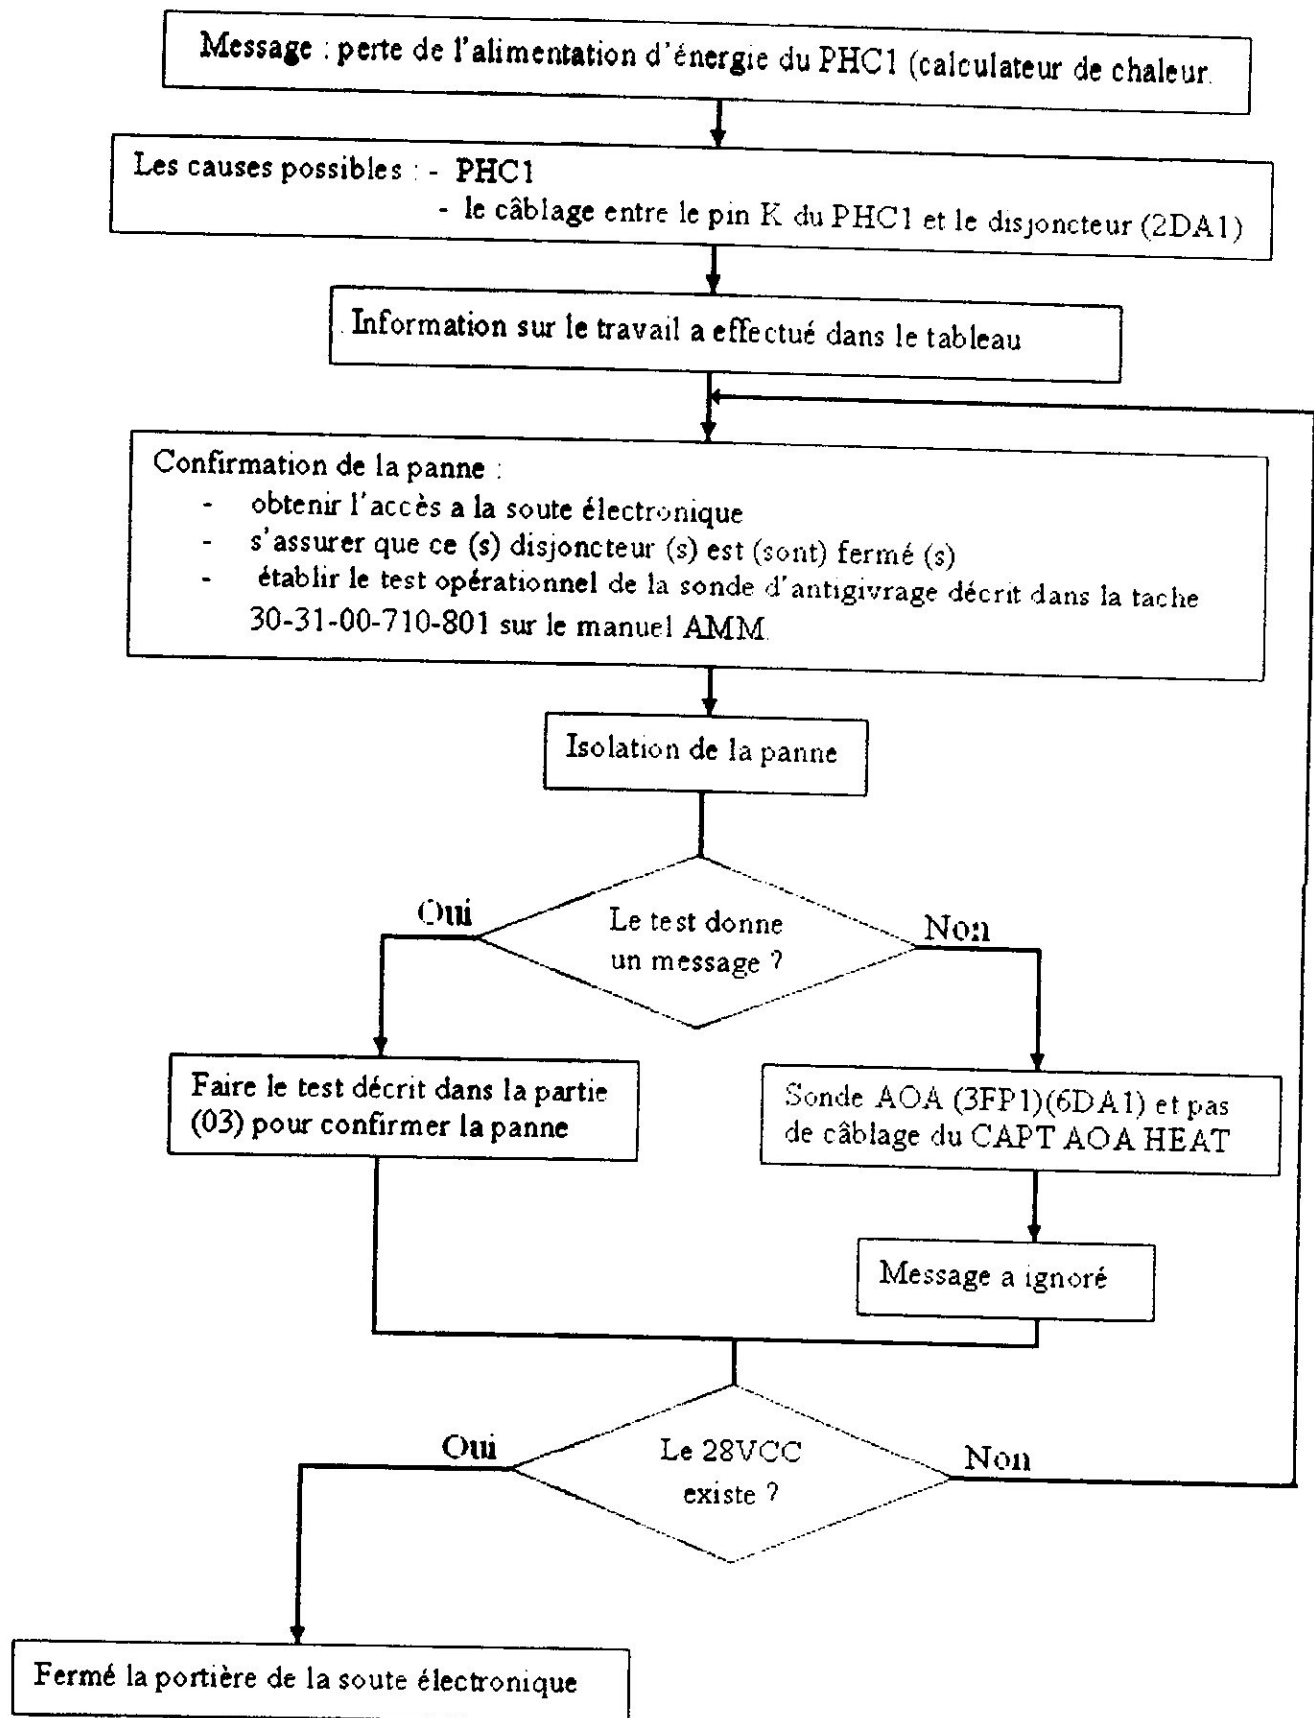 Message : perte de l'alimentation d'énergie du PHC1 (calculateur de chaleur.
Les causes possibles : - PHC1
- le câblage entre le pin K du PHC1 et le disjoncteur (2DA1)
Information sur le travail a effectué dans le tableau
Confirmation de la panne :
- obtenir l'accès a la soute électronique
- s'assurer que ce (s) disjoncteur (s) est (sont) fermé (s)
- établir le test opérationnel de la sonde d'antigivrage décrit dans la tache
30-31-00-710-801 sur le manuel AMM.
Isolation de la panne
Oui
Le test donne
un message ?
Non
Faire le test décrit dans la partie
(03) pour confirmer la panne
Sonde AOA (3FP1)(6DA1) et pas
de câblage du CAPT AOA HEAT
Message a ignoré
Oui
Le 28VCC
existe ?
Non
Fermé la portière de la soute électronique